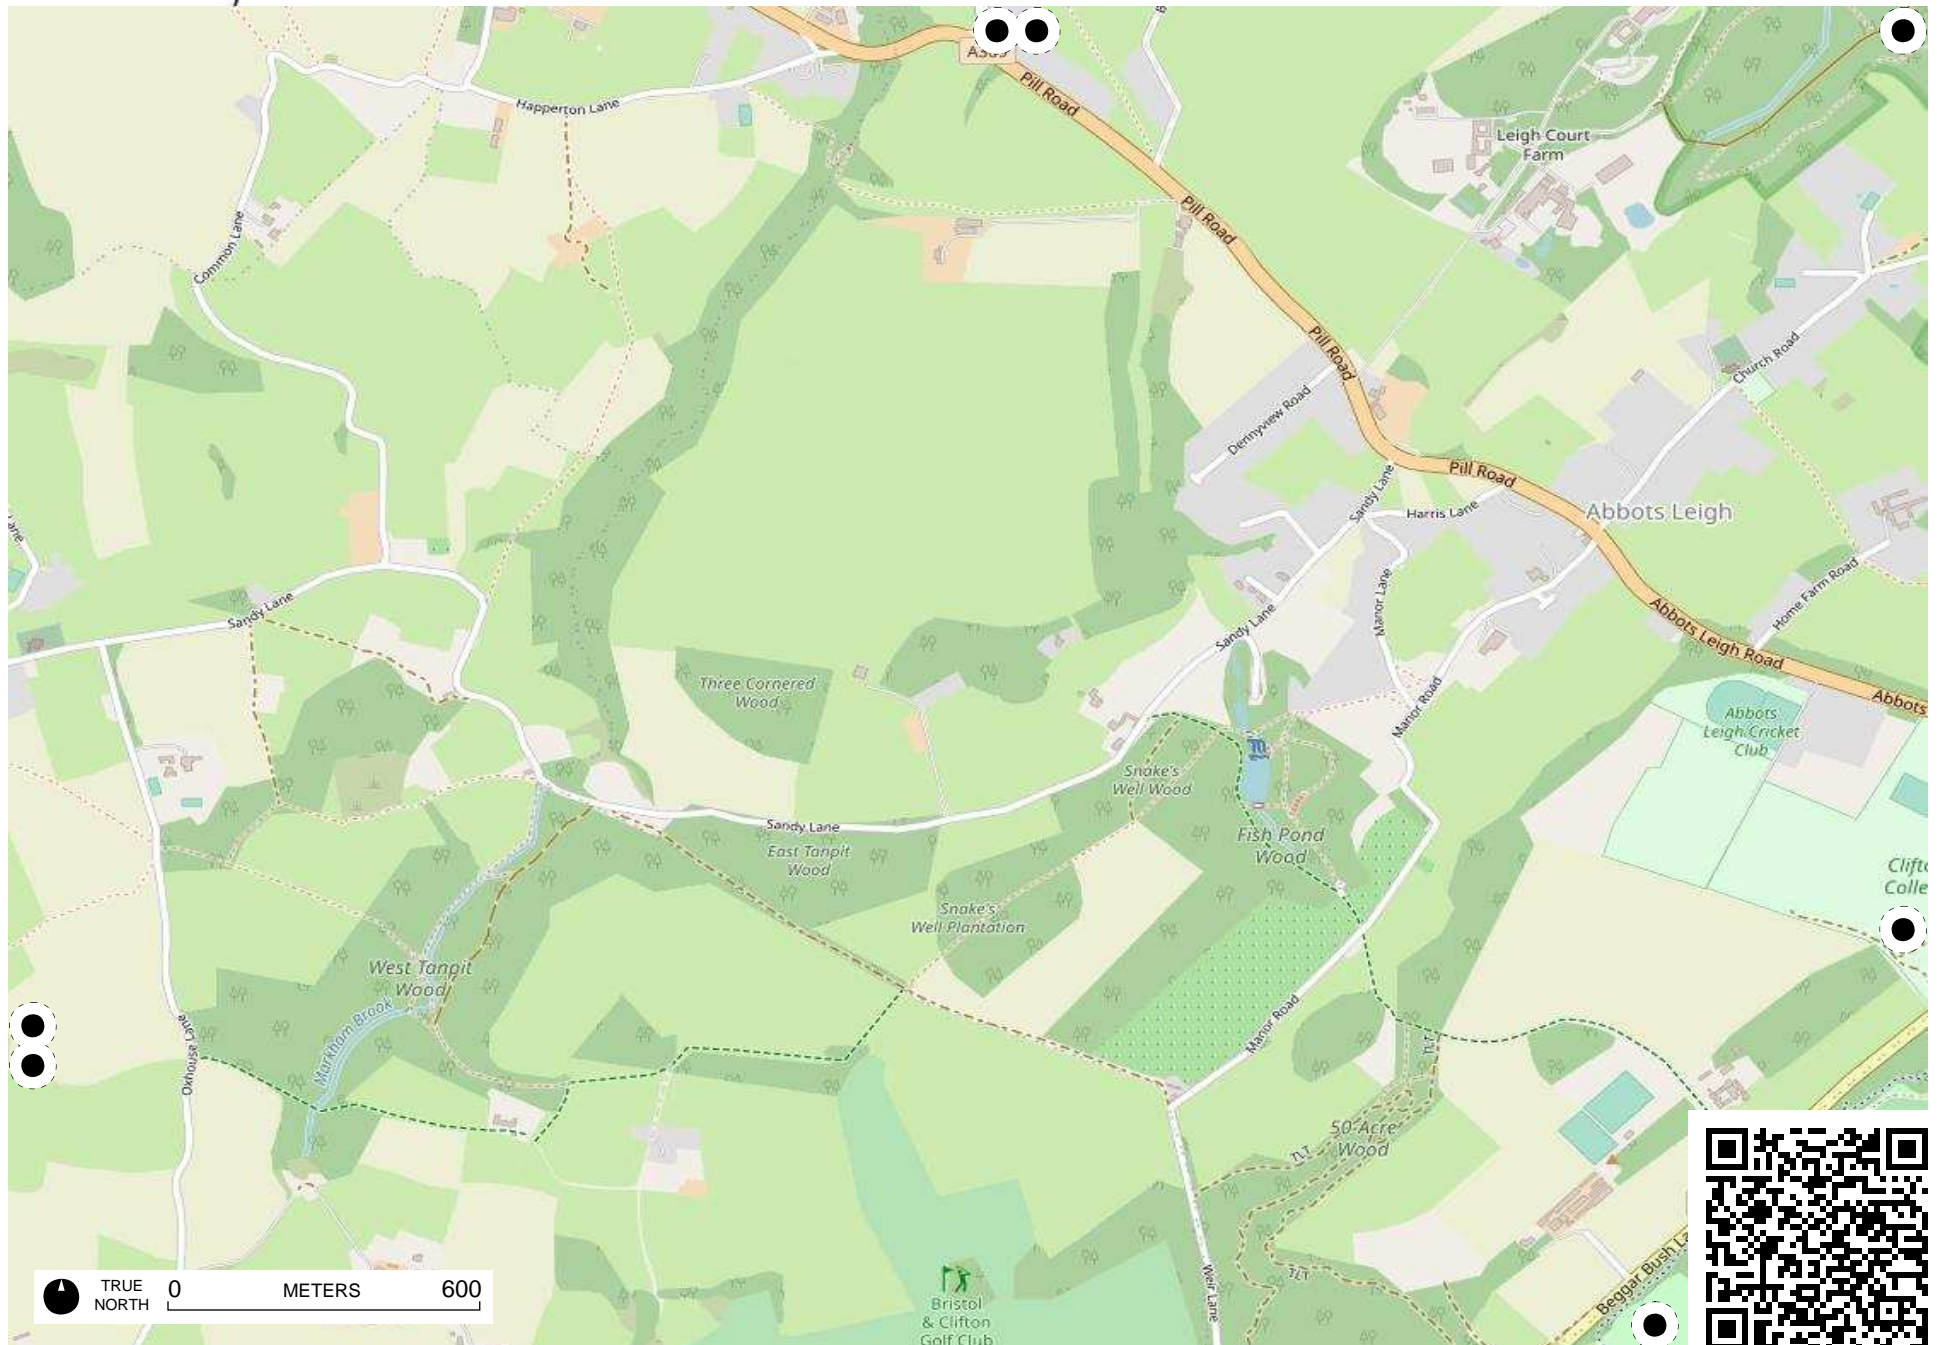 Pill Road
Happerton Lane
Leigh Court
Farm
Pill Road
Common Lane
Pill Road
Church Road
Dennyview Road
Pill Road
Sandy Lane
Harris Lane
Abbots Leigh
Lane
Manor Lane
Home Farm Road
Sandy Lane
Sandy Lane
Abbots Leigh Road
Three Cornered
Wood
Manor Road
Abbots
Abbots
Leigh Cricket
Club
Snake's
Well Wood
Sandy Lane
Fish Pond
Wood
East Tanpit
Wood
Snake's
Well Plantation
West Tanpit
Wood
Markham Brook
Oxhouse Lane
Manor Road
TLT
50-Acre
Wood
TLT
TLT
Weir Lane
Beggar Bush La
Bristol
& Clifton
Golf Club
TRUE
NORTH
0 METERS 600